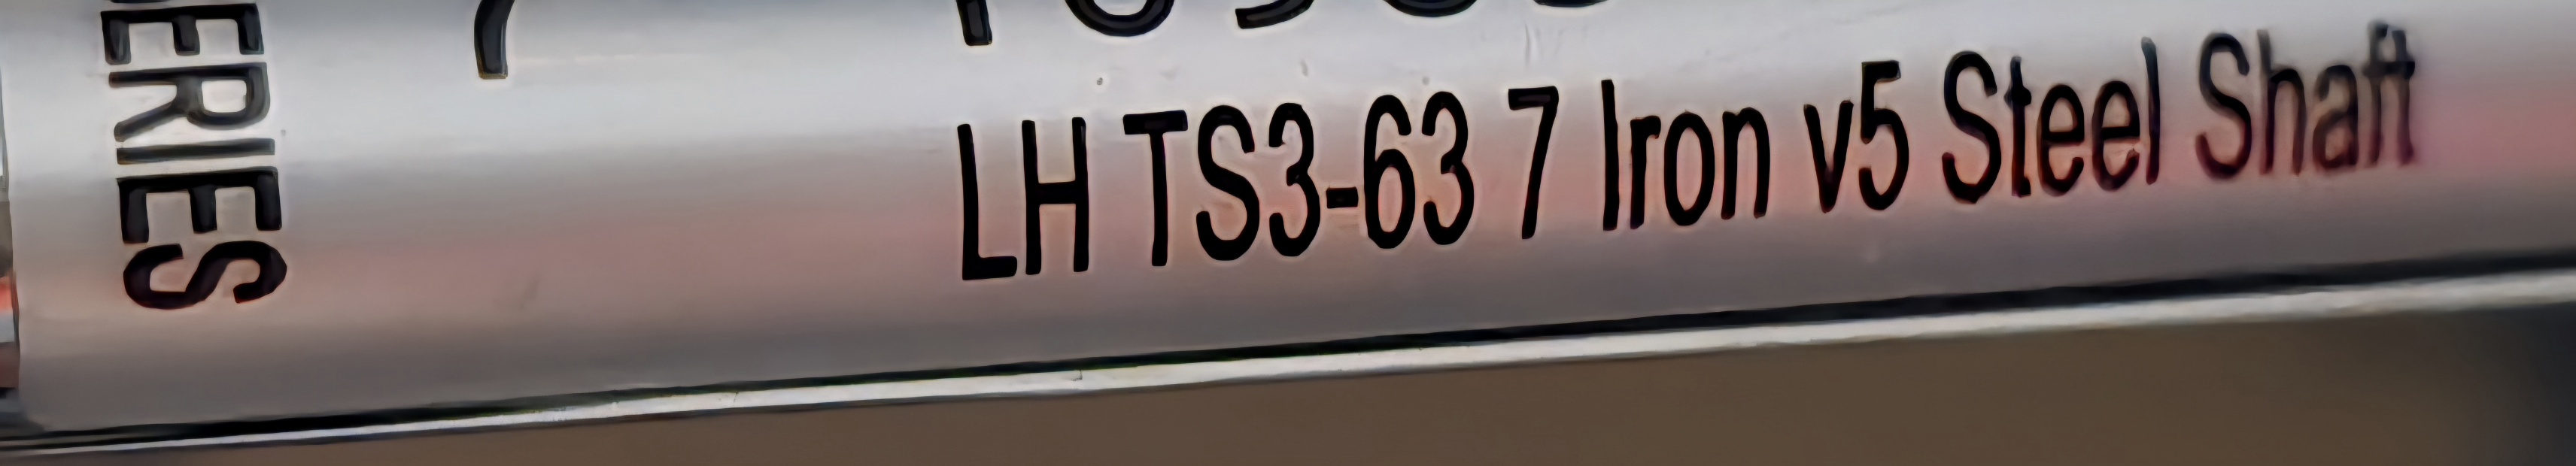 LH TS3-63 7 Iron v5 Steel Shaft
ERIES